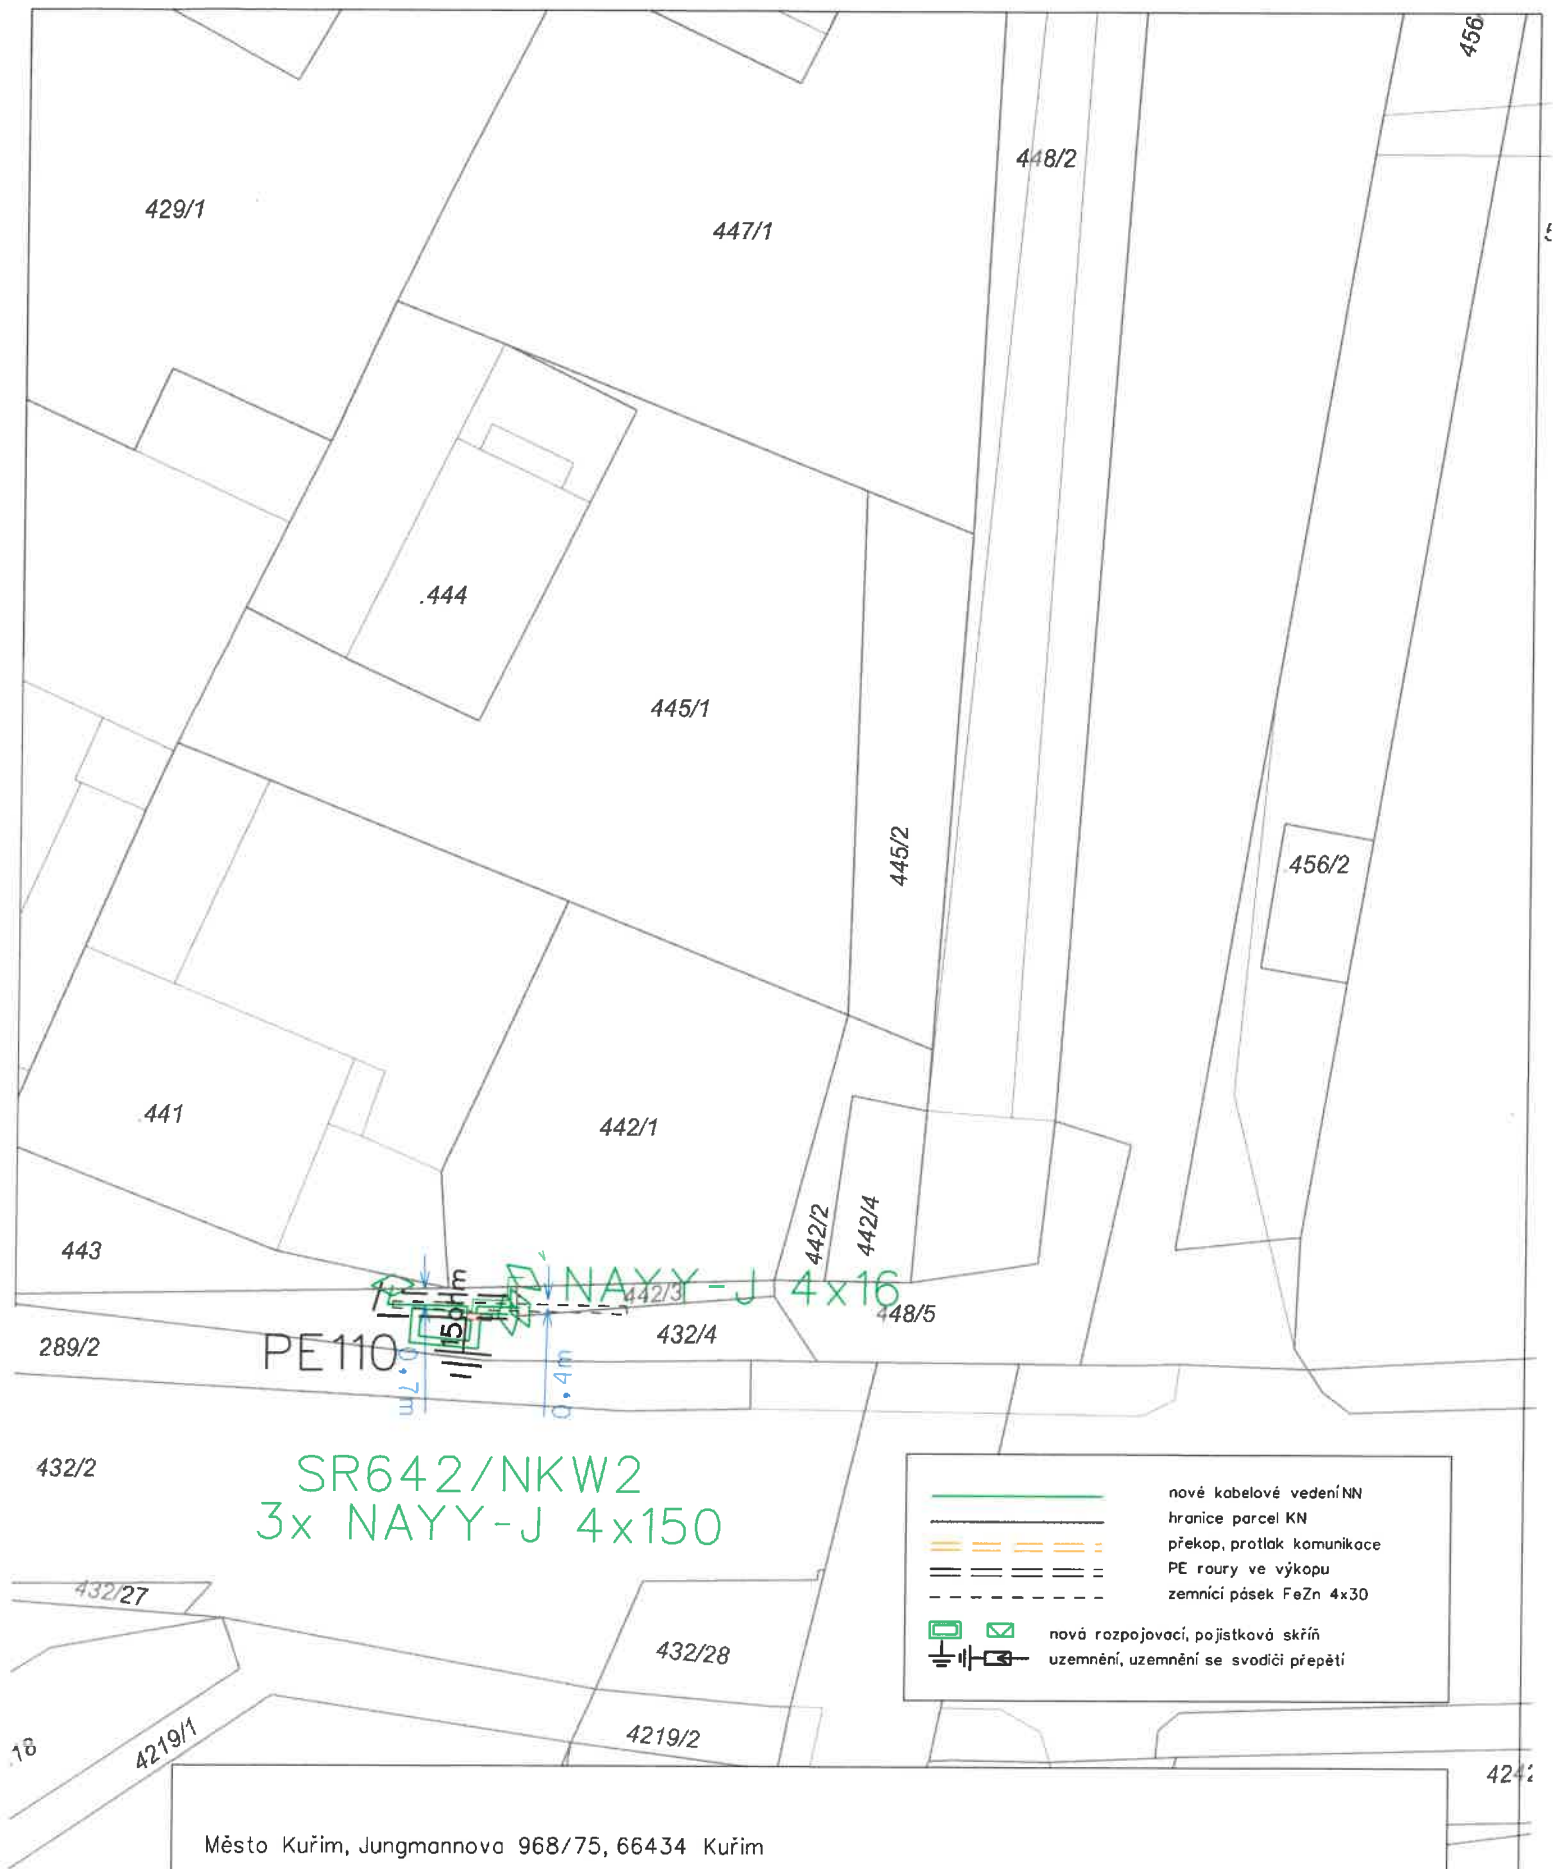 456
448/2
429/1
447/1
.444
445/1
445/2
456/2
.441
442/1
442/2
442/4
443
NAYY-J 4x16
442/3
448/5
15oHm
432/4
289/2
PE110
0,7m
0,4m
432/2
SR642/NKW2
3x NAYY-J 4x150
nové kabelové vedení NN
hranice parcel KN
překop, protlak komunikace
PE roury ve výkopu
zemnící pásek FeZn 4x30
nová rozpojovací, pojistková skříň
uzemnění, uzemnění se svodiči přepětí
432/27
432/28
4219/1
4219/2
.18
4242
Město Kuřim, Jungmannova 968/75, 66434 Kuřim